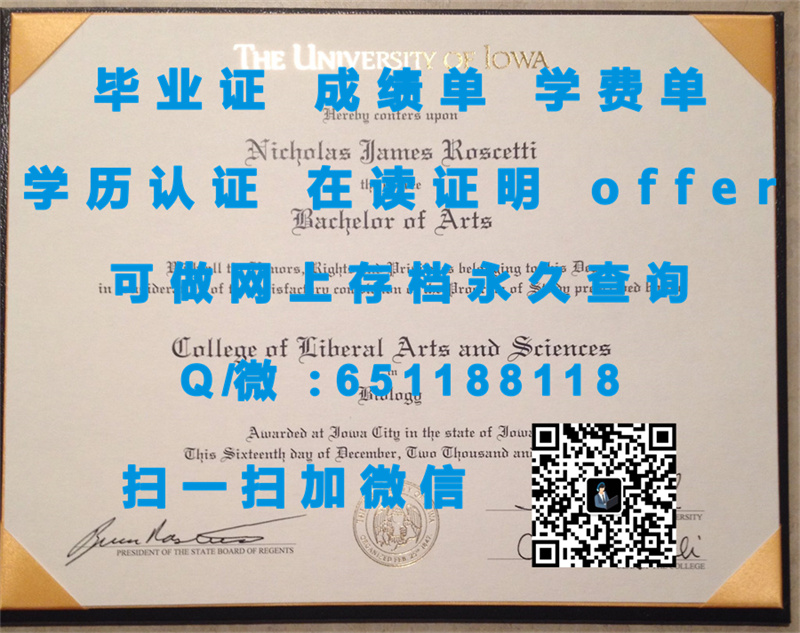 THE UNIVERSITY OF IOWA
毕业证 成绩单 学费单
Hereby confers upon
Nicholas James Roscetti
学历认证 在读证明 offer
Bachelor of Arts
可做网上存档永久查询
College of Liberal Arts and Sciences
in
Q/微 :651188118
Biology
Awarded at Iowa City in the state of Iowa
This Sixteenth day of December, Two Thousand and
扫一扫加微信
PRESIDENT OF THE STATE BOARD OF REGENTS